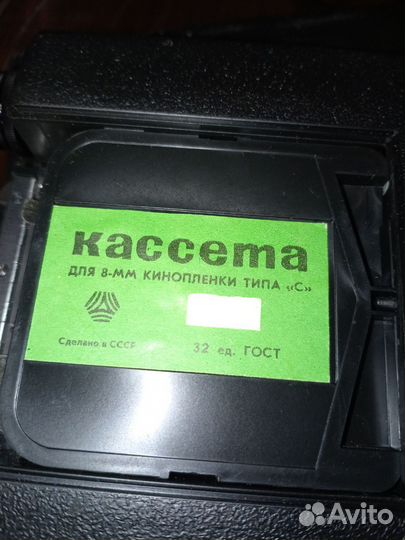 кассета
ДЛЯ 8-ММ КИНОПЛЕНКИ ТИПА «С»
Сделано в СССР
32 ед. ГОСТ
Avito